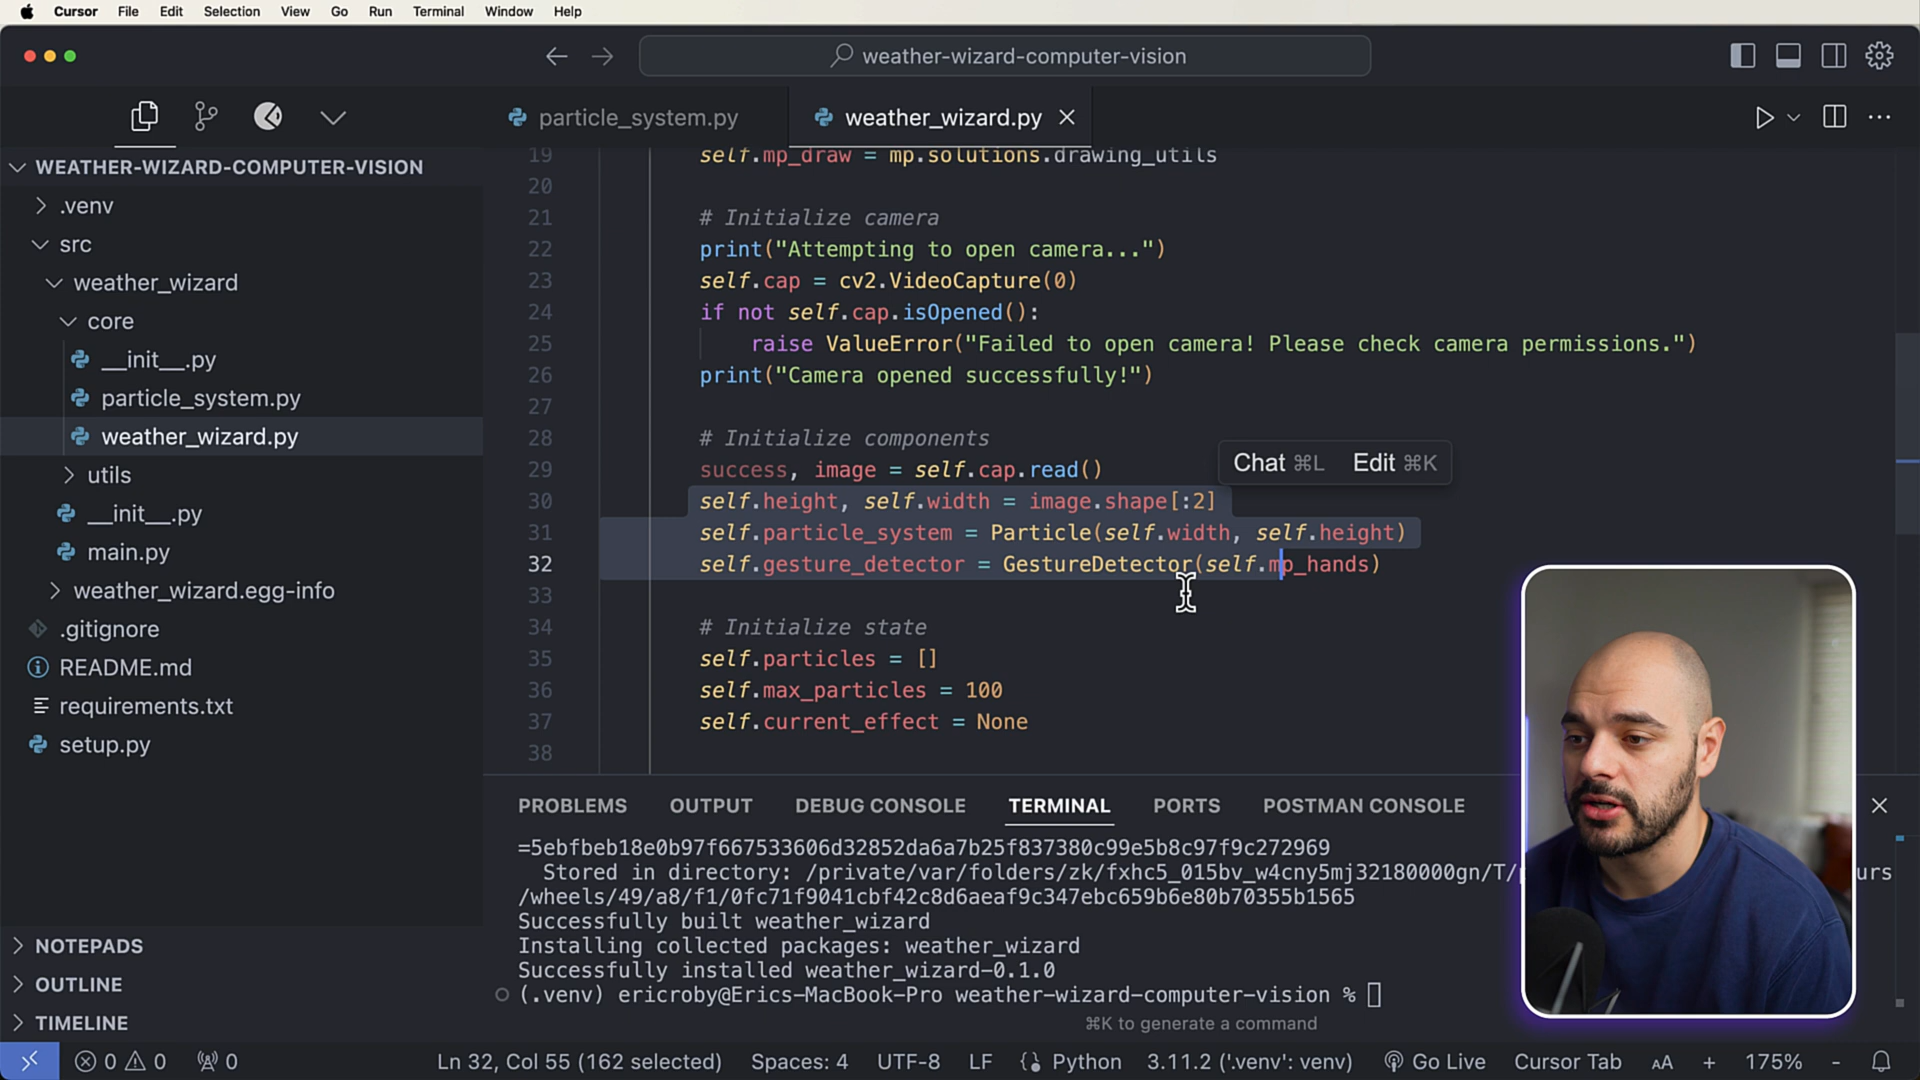 Cursor File Edit Selection View Go Run Terminal Window Help
weather-wizard-computer-vision
particle_system.py weather_wizard.py
WEATHER-WIZARD-COMPUTER-VISION
.venv
src
weather_wizard
core
__init__.py
particle_system.py
weather_wizard.py
utils
__init__.py
main.py
weather_wizard.egg-info
.gitignore
README.md
requirements.txt
setup.py
NOTEPADS
OUTLINE
TIMELINE
19 self.mp_draw = mp.solutions.drawing_utils
20
21 # Initialize camera
22 print("Attempting to open camera...")
23 self.cap = cv2.VideoCapture(0)
24 if not self.cap.isOpened():
25 raise ValueError("Failed to open camera! Please check camera permissions.")
26 print("Camera opened successfully!")
27
28 # Initialize components
Chat ⌘L Edit ⌘K
29 success, image = self.cap.read()
30 self.height, self.width = image.shape[:2]
31 self.particle_system = Particle(self.width, self.height)
32 self.gesture_detector = GestureDetector(self.mp_hands)
33
34 # Initialize state
35 self.particles = []
36 self.max_particles = 100
37 self.current_effect = None
38
PROBLEMS OUTPUT DEBUG CONSOLE TERMINAL PORTS POSTMAN CONSOLE
=5ebfbeb18e0b97f667533606d32852da6a7b25f837380c99e5b8c97f9c272969
Stored in directory: /private/var/folders/zk/fxhc5_015bv_w4cny5mj32180000gn/T/
/wheels/49/a8/f1/0fc71f9041cbf42c8d6aeaf9c347ebc659b6e80b70355b1565
Successfully built weather_wizard
Installing collected packages: weather_wizard
Successfully installed weather_wizard-0.1.0
(.venv) ericroby@Erics-MacBook-Pro weather-wizard-computer-vision %
⌘K to generate a command
0 0 0 Ln 32, Col 55 (162 selected) Spaces: 4 UTF-8 LF Python 3.11.2 ('.venv': venv) Go Live Cursor Tab AA + 175% -